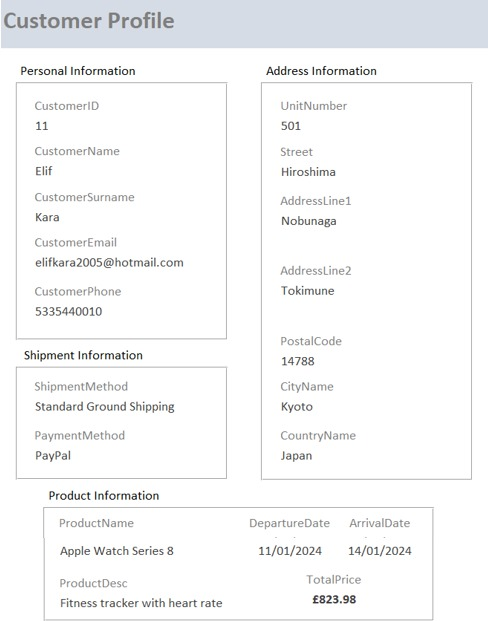 Customer Profile
Personal Information
CustomerID
11
CustomerName
Elif
CustomerSurname
Kara
CustomerEmail
elifkara2005@hotmail.com
CustomerPhone
5335440010
Shipment Information
ShipmentMethod
Standard Ground Shipping
PaymentMethod
PayPal
Address Information
UnitNumber
501
Street
Hiroshima
AddressLine1
Nobunaga
AddressLine2
Tokimune
PostalCode
14788
CityName
Kyoto
CountryName
Japan
Product Information
ProductName DepartureDate ArrivalDate
Apple Watch Series 8 11/01/2024 14/01/2024
ProductDesc TotalPrice
Fitness tracker with heart rate £823.98